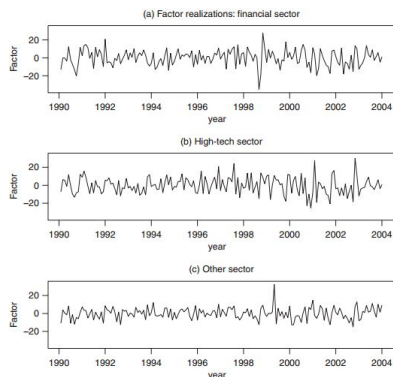 (a) Factor realizations: financial sector
20
0
−20
Factor
1990 1992 1994 1996 1998 2000 2002 2004
year
(b) High-tech sector
20
0
−20
Factor
1990 1992 1994 1996 1998 2000 2002 2004
year
(c) Other sector
20
0
−20
Factor
1990 1992 1994 1996 1998 2000 2002 2004
year